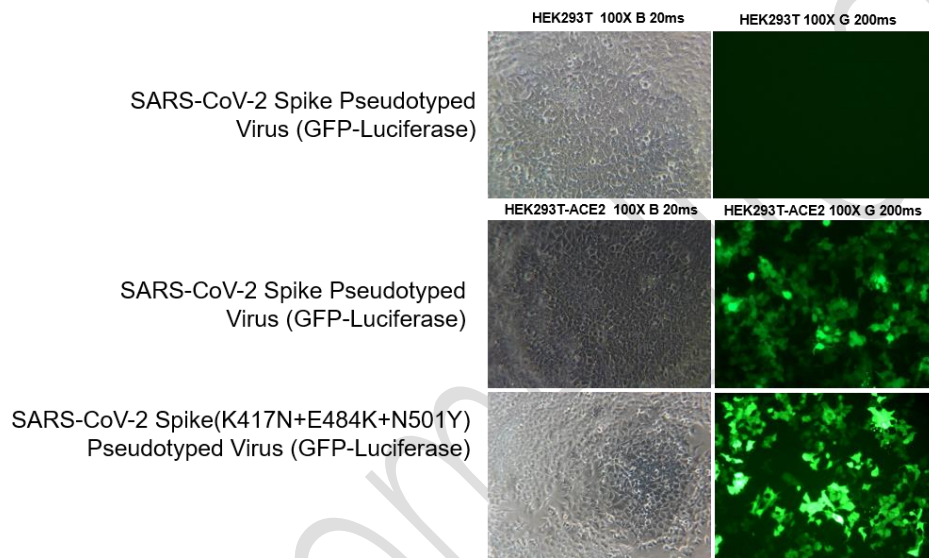 HEK293T 100X B 20ms
HEK293T 100X G 200ms
SARS-CoV-2 Spike Pseudotyped
Virus (GFP-Luciferase)
HEK293T-ACE2 100X B 20ms
HEK293T-ACE2 100X G 200ms
SARS-CoV-2 Spike Pseudotyped
Virus (GFP-Luciferase)
SARS-CoV-2 Spike(K417N+E484K+N501Y)
Pseudotyped Virus (GFP-Luciferase)